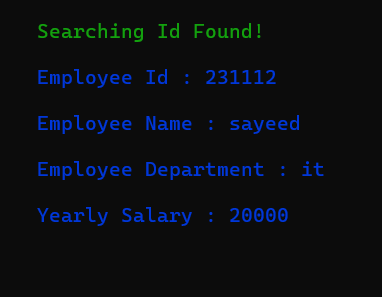 Searching Id Found!
Employee Id : 231112
Employee Name : sayeed
Employee Department : it
Yearly Salary : 20000